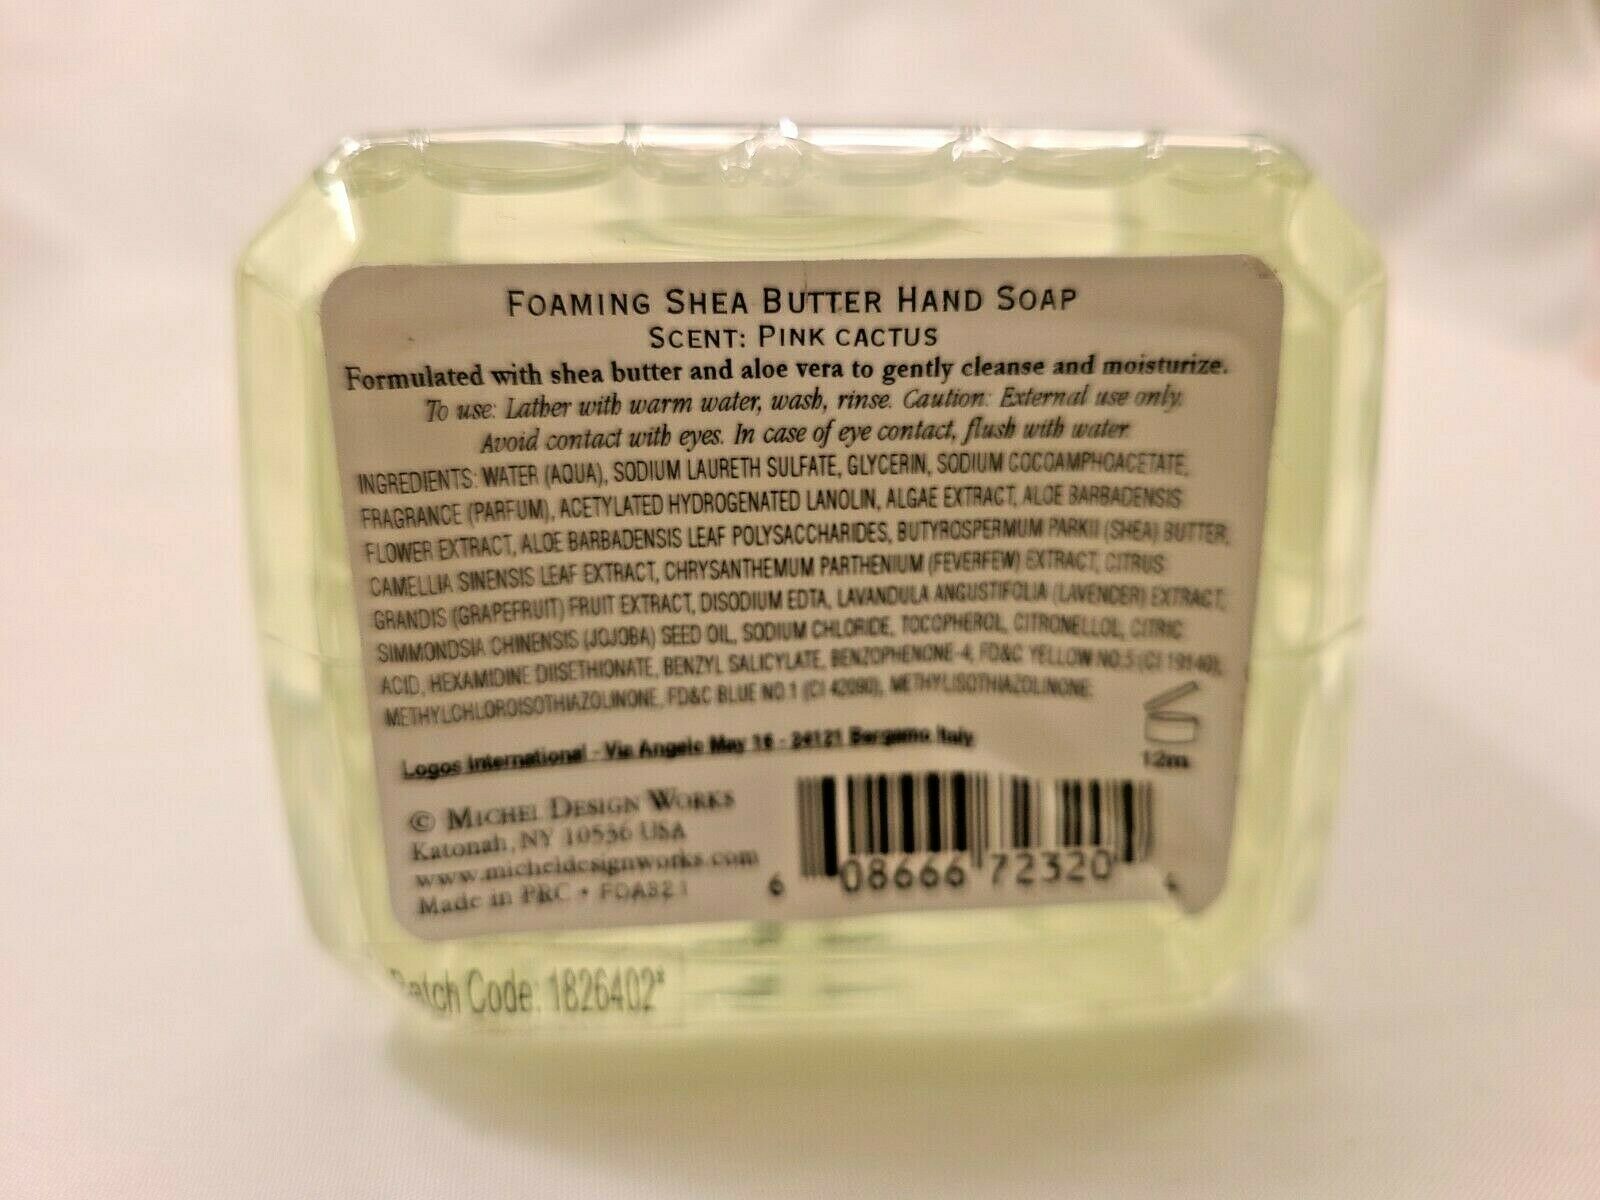 FOAMING SHEA BUTTER HAND SOAP
SCENT: PINK CACTUS
Formulated with shea butter and aloe vera to gently cleanse and moisturize.
To use: Lather with warm water, wash, rinse. Caution: External use only.
Avoid contact with eyes. In case of eye contact, flush with water.
INGREDIENTS: WATER (AQUA), SODIUM LAURETH SULFATE, GLYCERIN, SODIUM COCOAMPHOACETATE,
FRAGRANCE (PARFUM), ACETYLATED HYDROGENATED LANOLIN, ALGAE EXTRACT, ALOE BARBADENSIS
FLOWER EXTRACT, ALOE BARBADENSIS LEAF POLYSACCHARIDES, BUTYROSPERMUM PARKII (SHEA) BUTTER,
CAMELLIA SINENSIS LEAF EXTRACT, CHRYSANTHEMUM PARTHENIUM (FEVERFEW) EXTRACT, CITRUS
GRANDIS (GRAPEFRUIT) FRUIT EXTRACT, DISODIUM EDTA, LAVANDULA ANGUSTIFOLIA (LAVENDER) EXTRACT,
SIMMONDSIA CHINENSIS (JOJOBA) SEED OIL, SODIUM CHLORIDE, TOCOPHEROL, CITRONELLOL, CITRIC
ACID, HEXAMIDINE DIISETHIONATE, BENZYL SALICYLATE, BENZOPHENONE-4, FD&C YELLOW NO.5 (CI 19140),
METHYLCHLOROISOTHIAZOLINONE, FD&C BLUE NO.1 (CI 42090), METHYLISOTHIAZOLINONE.
12m
Logos International - Via Angelo May 16 - 24121 Bergamo Italy
© MICHEL DESIGN WORKS
Katonah, NY 10536 USA
www.micheldesignworks.com
Made in PRC •
6 08666 72320
Batch Code: 1826402*